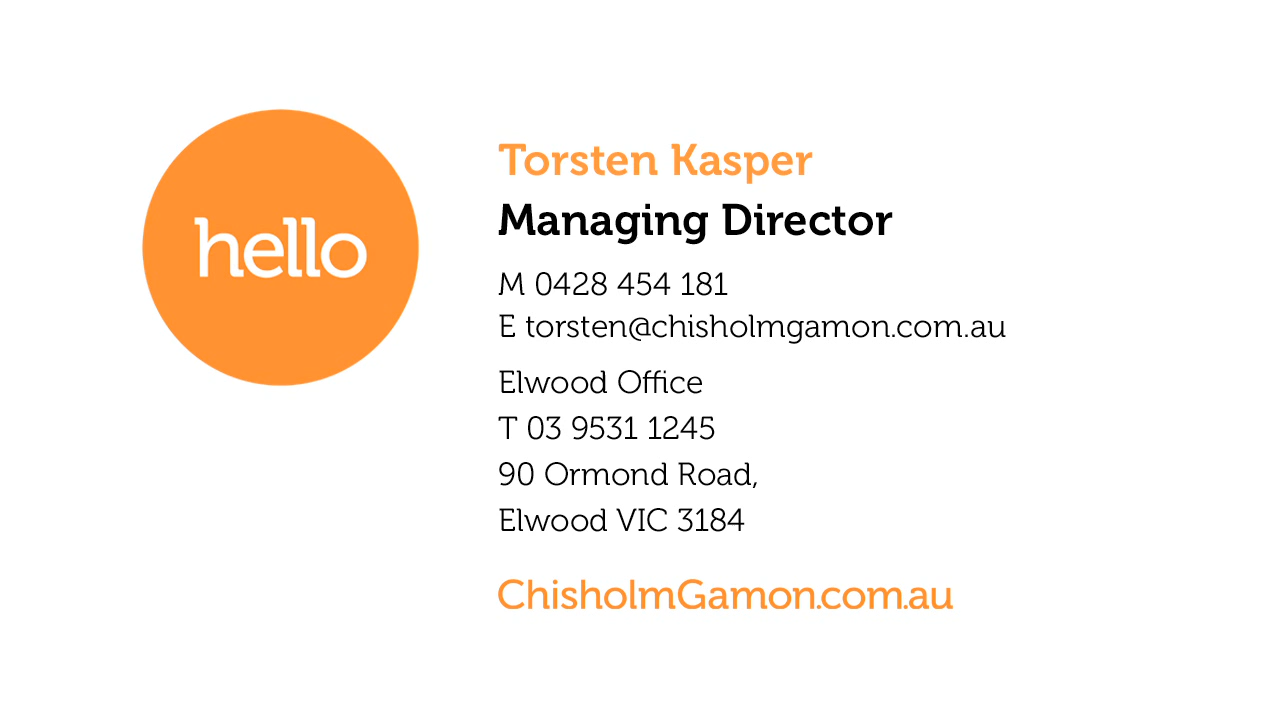 hello
Torsten Kasper
Managing Director
M 0428 454 181
E torsten@chisholmgamon.com.au
Elwood Office
T 03 9531 1245
90 Ormond Road,
Elwood VIC 3184
ChisholmGamon.com.au